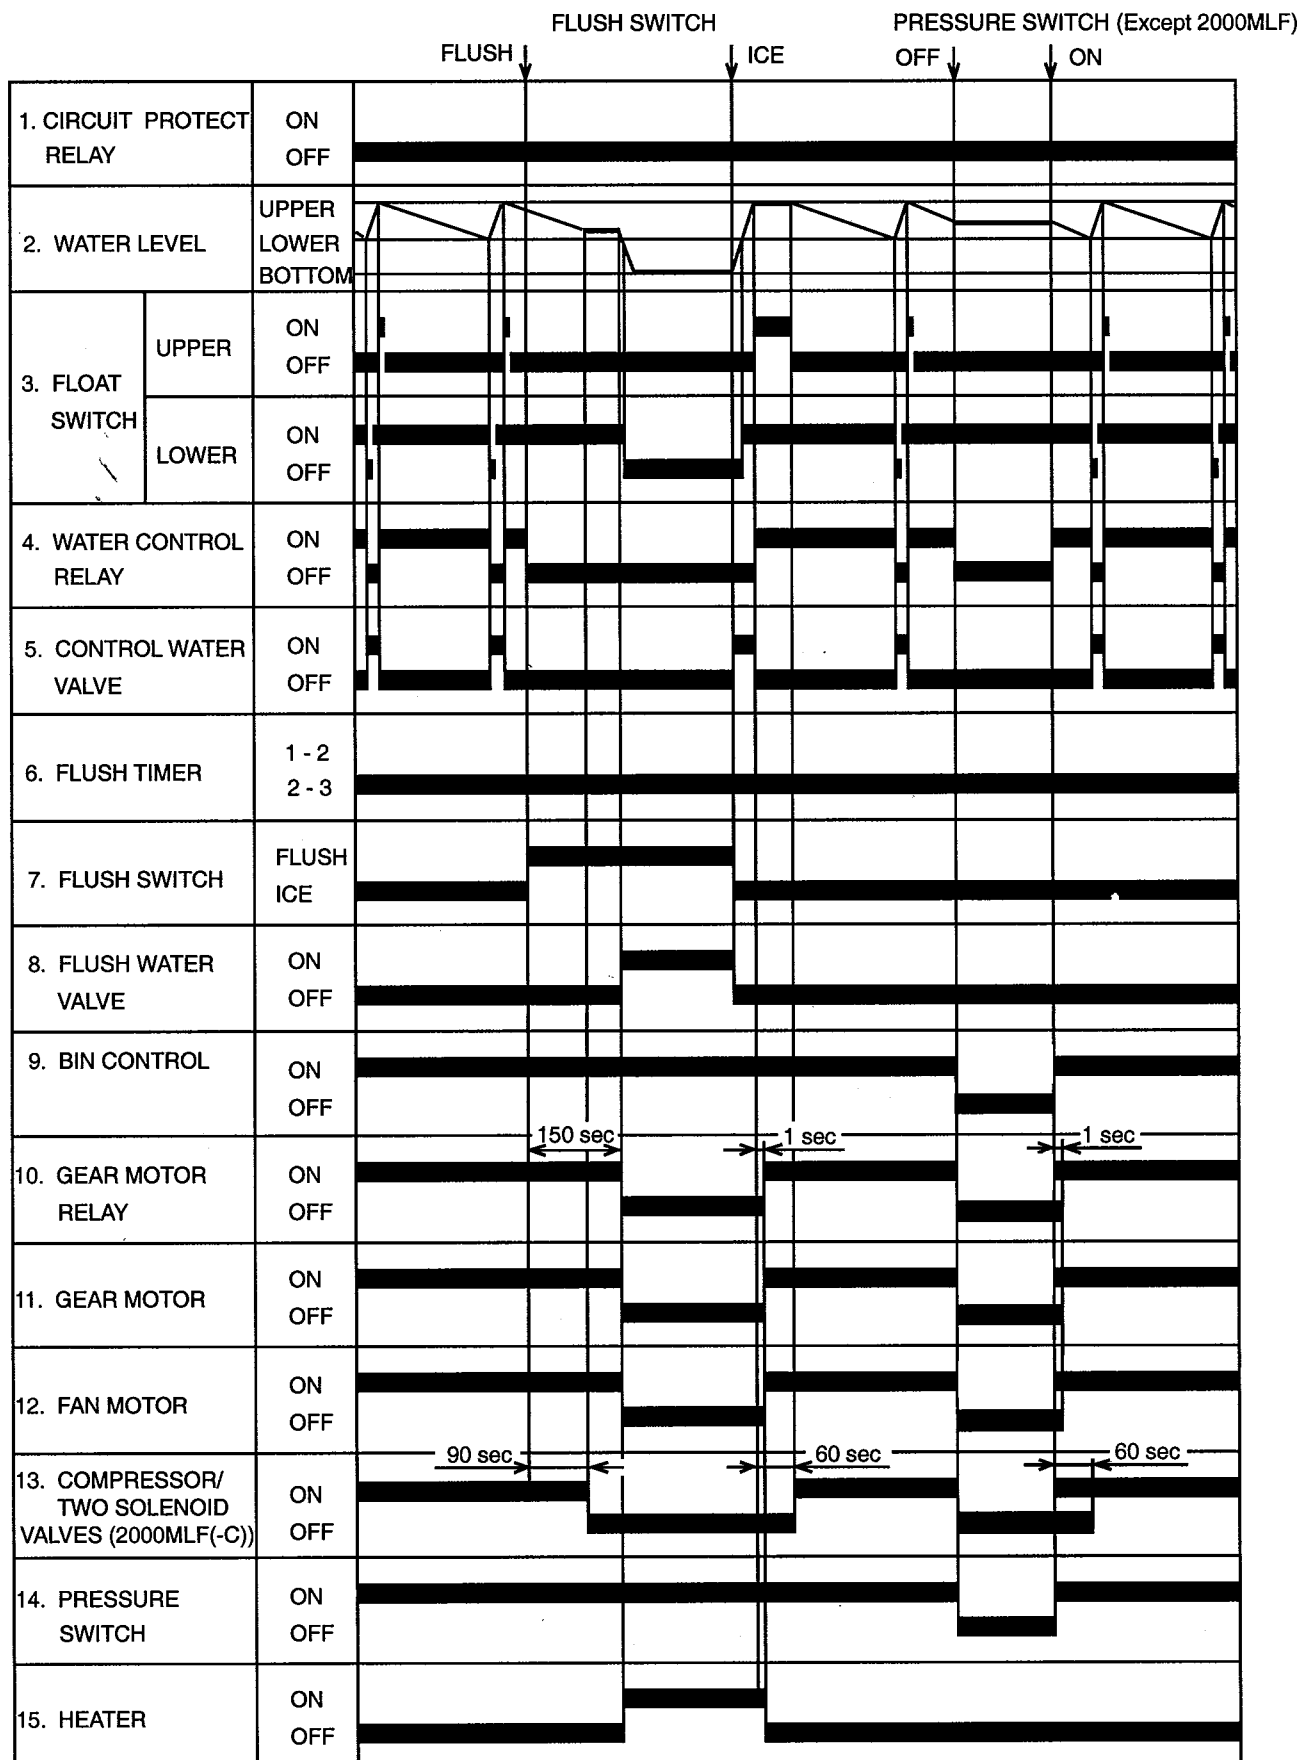 FLUSH SWITCH
PRESSURE SWITCH (Except 2000MLF)
FLUSH
ICE
OFF
ON
1. CIRCUIT PROTECT
RELAY
ON
OFF
2. WATER LEVEL
UPPER
LOWER
BOTTOM
3. FLOAT
SWITCH
UPPER
ON
OFF
LOWER
ON
OFF
4. WATER CONTROL
RELAY
ON
OFF
5. CONTROL WATER
VALVE
ON
OFF
6. FLUSH TIMER
1 - 2
2 - 3
7. FLUSH SWITCH
FLUSH
ICE
8. FLUSH WATER
VALVE
ON
OFF
9. BIN CONTROL
ON
OFF
150 sec
1 sec
1 sec
10. GEAR MOTOR
RELAY
ON
OFF
11. GEAR MOTOR
ON
OFF
12. FAN MOTOR
ON
OFF
90 sec
60 sec
60 sec
13. COMPRESSOR/
TWO SOLENOID
VALVES (2000MLF(-C))
ON
OFF
14. PRESSURE
SWITCH
ON
OFF
15. HEATER
ON
OFF